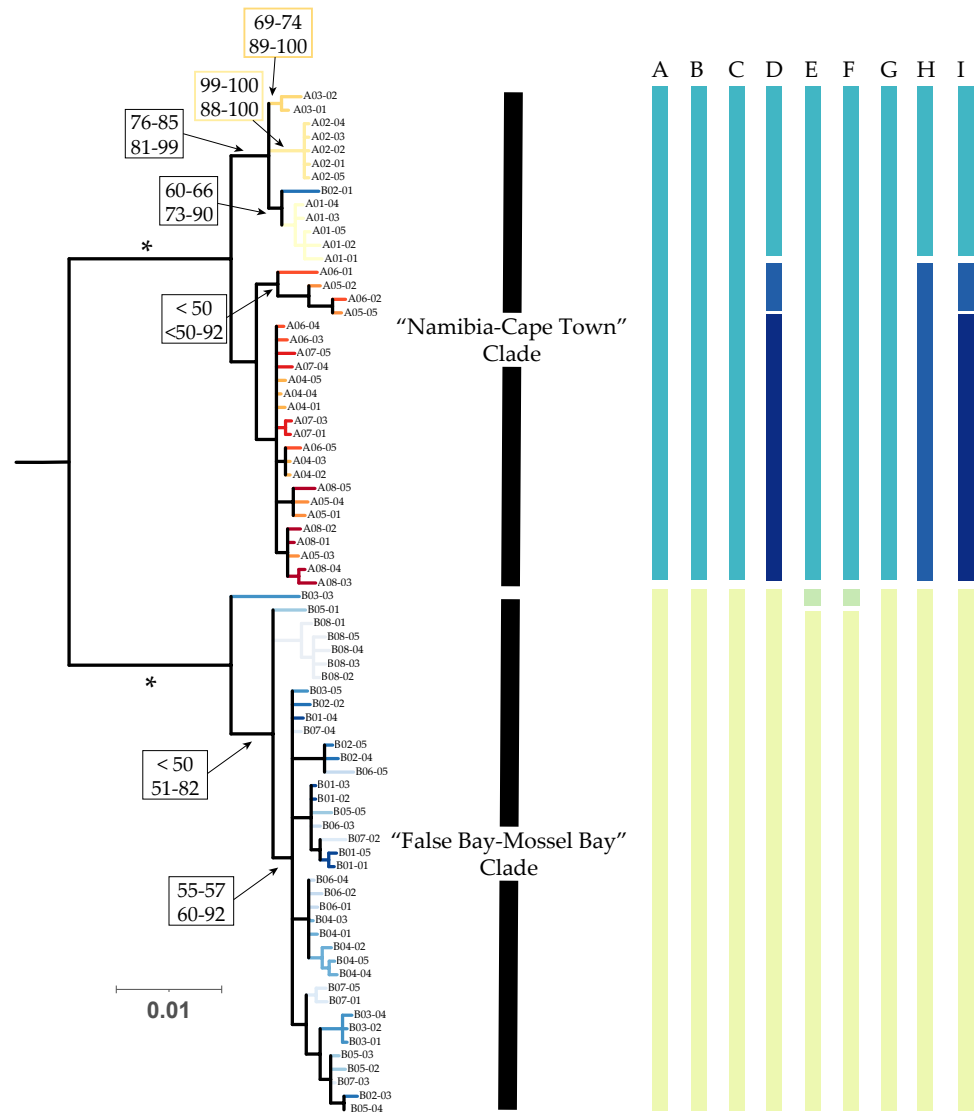 69-74
89-100
A B C D E F G H I
99-100
88-100
A03-02
A03-01
76-85
81-99
A02-04
A02-03
A02-02
A02-01
A02-05
60-66
73-90
B02-01
A01-04
A01-03
A01-05
A01-02
A01-01
*
A06-01
A05-02
A06-02
A05-05
< 50
<50-92
"Namibia-Cape Town"
Clade
A06-04
A06-03
A07-05
A07-04
A04-05
A04-04
A04-01
A07-03
A07-01
A06-05
A04-03
A04-02
A08-05
A05-04
A05-01
A08-02
A08-01
A05-03
A08-04
A08-03
B03-03
B05-01
B08-01
B08-05
B08-04
B08-03
B08-02
*
B03-05
B02-02
B01-04
B07-04
B02-05
B02-04
B06-05
< 50
51-82
B01-03
B01-02
B05-05
B06-03
B07-02
B01-05
B01-01
"False Bay-Mossel Bay"
Clade
55-57
60-92
B06-04
B06-02
B06-01
B04-03
B04-01
B04-02
B04-05
B04-04
B07-05
B07-01
0.01
B03-04
B03-02
B03-01
B05-03
B05-02
B07-03
B02-03
B05-04